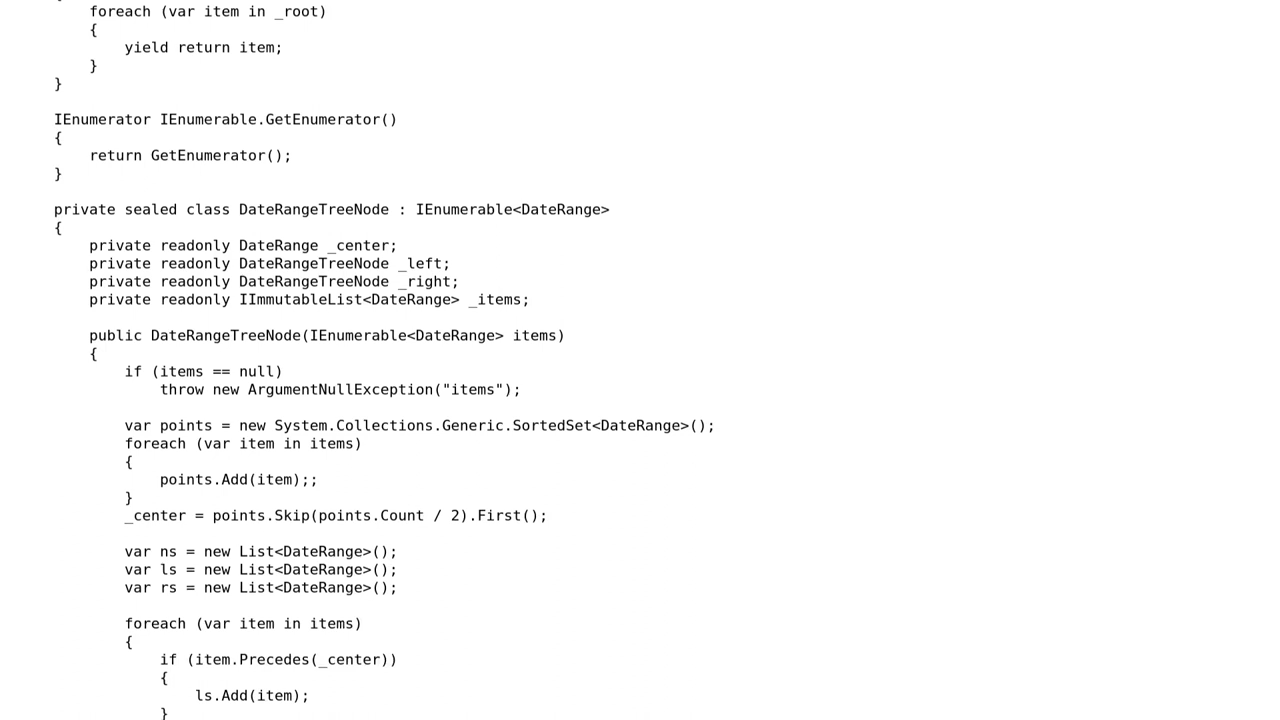 foreach (var item in _root)
{
yield return item;
}
}
IEnumerator IEnumerable.GetEnumerator()
{
return GetEnumerator();
}
private sealed class DateRangeTreeNode : IEnumerable<DateRange>
{
private readonly DateRange _center;
private readonly DateRangeTreeNode _left;
private readonly DateRangeTreeNode _right;
private readonly IImmutableList<DateRange> _items;
public DateRangeTreeNode(IEnumerable<DateRange> items)
{
if (items == null)
throw new ArgumentNullException("items");
var points = new System.Collections.Generic.SortedSet<DateRange>();
foreach (var item in items)
{
points.Add(item);;
}
_center = points.Skip(points.Count / 2).First();
var ns = new List<DateRange>();
var ls = new List<DateRange>();
var rs = new List<DateRange>();
foreach (var item in items)
{
if (item.Precedes(_center))
{
ls.Add(item);
}